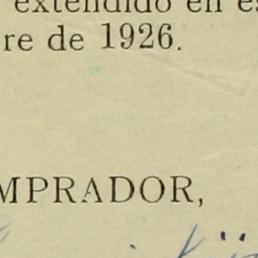 extendido en es
re de 1926.
MPRADOR,